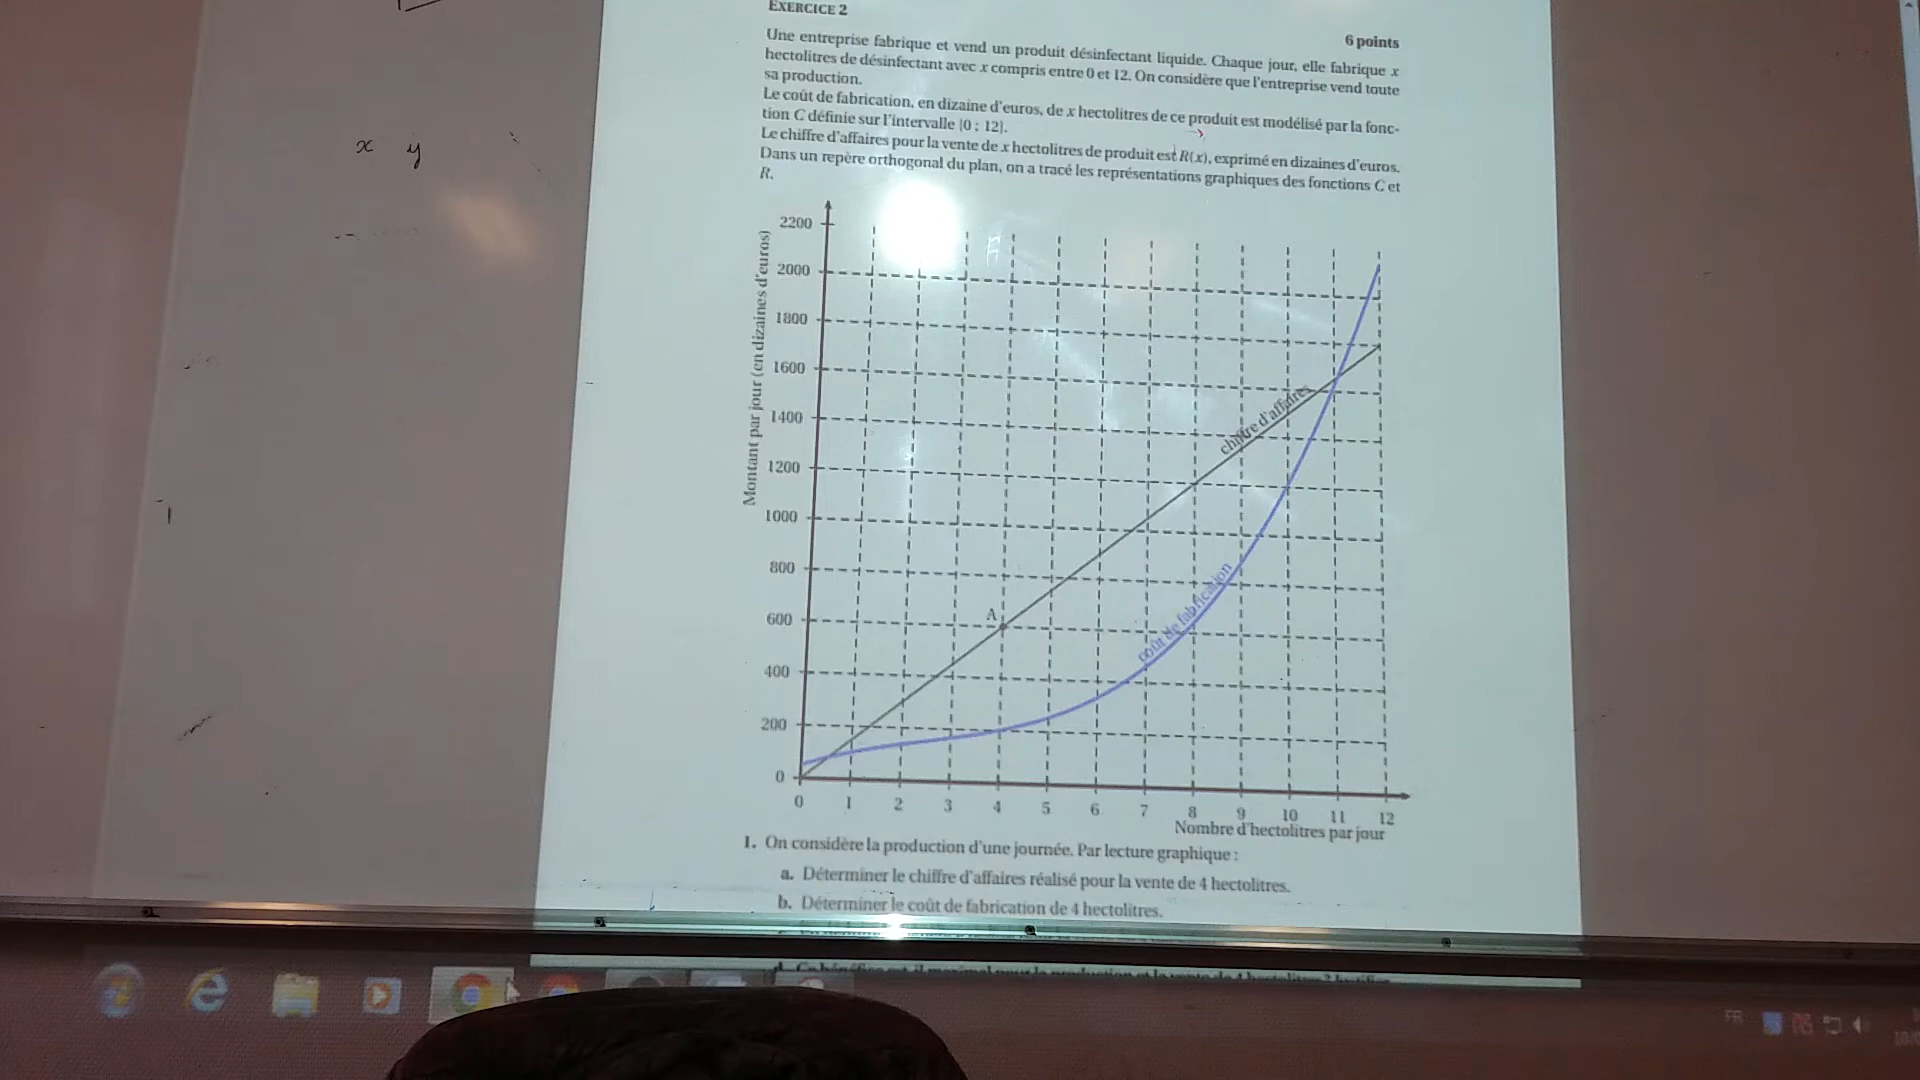 EXERCICE 2
6 points
Une entreprise fabrique et vend un produit désinfectant liquide. Chaque jour, elle fabrique x
hectolitres de désinfectant avec x compris entre 0 et 12. On considère que l'entreprise vend toute
sa production.
Le coût de fabrication, en dizaine d'euros, de x hectolitres de ce produit est modélisé par la fonc-
tion C définie sur l'intervalle [0 ; 12].
Le chiffre d'affaires pour la vente de x hectolitres de produit est R(x), exprimé en dizaines d'euros.
Dans un repère orthogonal du plan, on a tracé les représentations graphiques des fonctions C et
R.
x y
Montant par jour (en dizaines d'euros)
2200
2000
1800
1600
1400
1200
1000
800
600
400
200
0
chiffre d'affaires
coût de fabrication
A
0 1 2 3 4 5 6 7 8 9 10 11 12
Nombre d'hectolitres par jour
1. On considère la production d'une journée. Par lecture graphique :
a. Déterminer le chiffre d'affaires réalisé pour la vente de 4 hectolitres.
b. Déterminer le coût de fabrication de 4 hectolitres.
FR